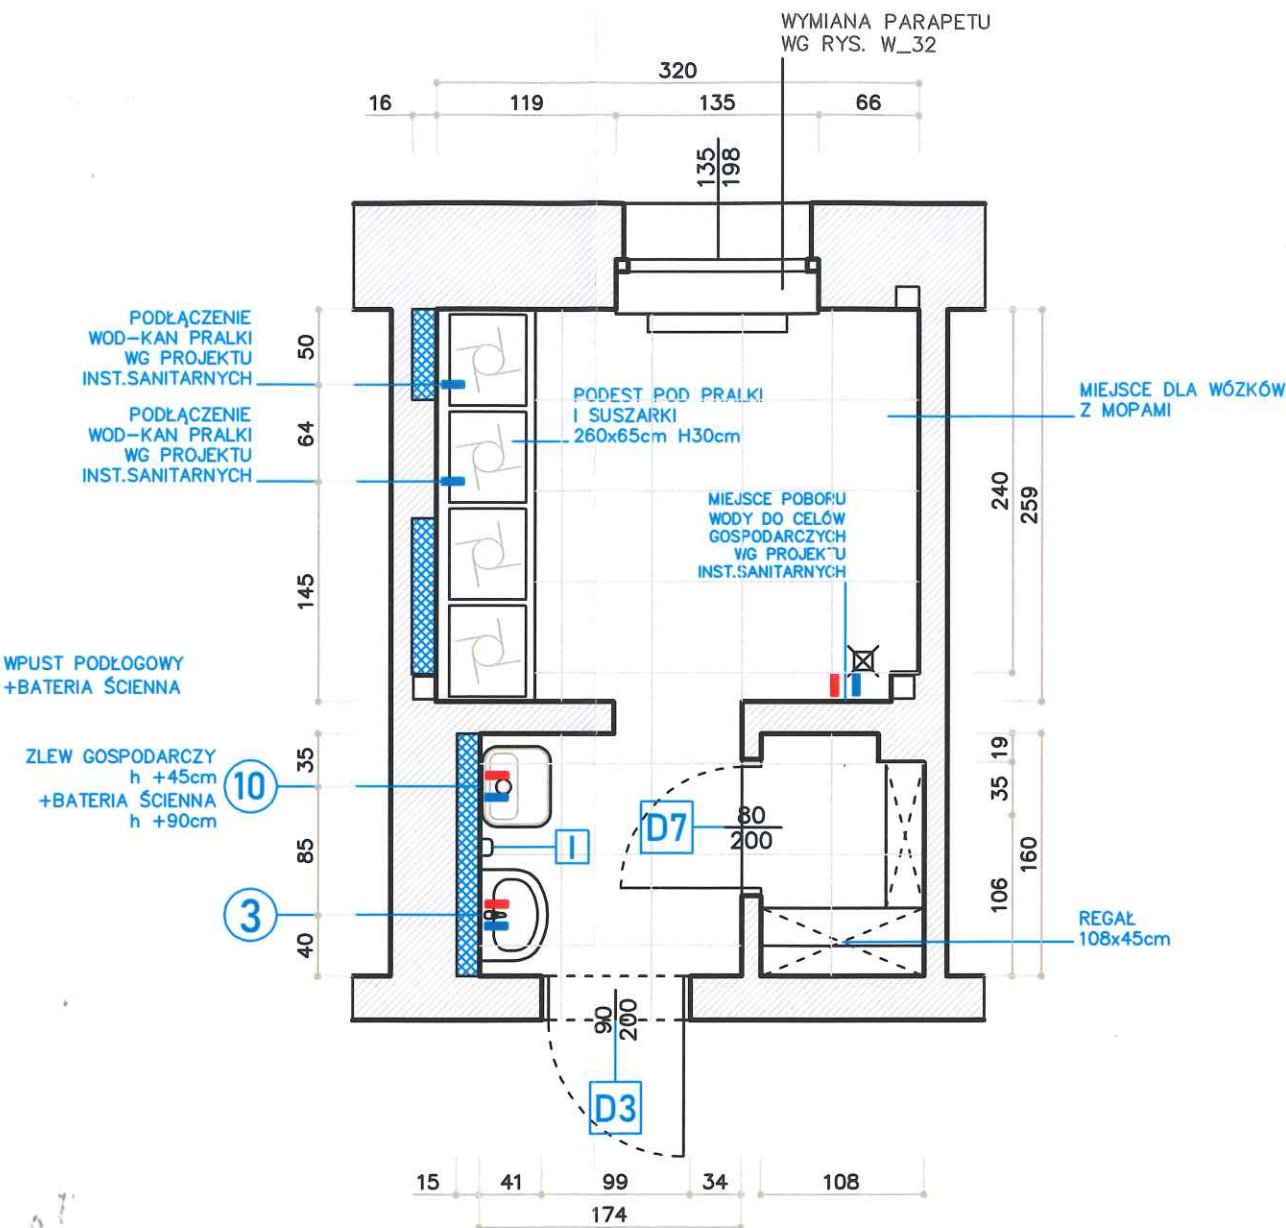 WYMIANA PARAPETU
WG RYS. W_32
320
16
119
135
66
135
198
PODŁĄCZENIE
WOD-KAN PRALKI
WG PROJEKTU
INST.SANITARNYCH
50
PODŁĄCZENIE
WOD-KAN PRALKI
WG PROJEKTU
INST.SANITARNYCH
64
PODEST POD PRALKI
I SUSZARKI
260x65cm H30cm
MIEJSCE DLA WÓZKÓW
Z MOPAMI
MIEJSCE POBORU
WODY DO CELÓW
GOSPODARCZYCH
WG PROJEKTU
INST.SANITARNYCH
240
259
145
WPUST PODŁOGOWY
+BATERIA ŚCIENNA
ZLEW GOSPODARCZY
h +45cm
+BATERIA ŚCIENNA
h +90cm
10
35
19
35
D7
80
200
I
85
160
106
3
40
REGAŁ
108x45cm
90
200
D3
15
41
99
34
108
174